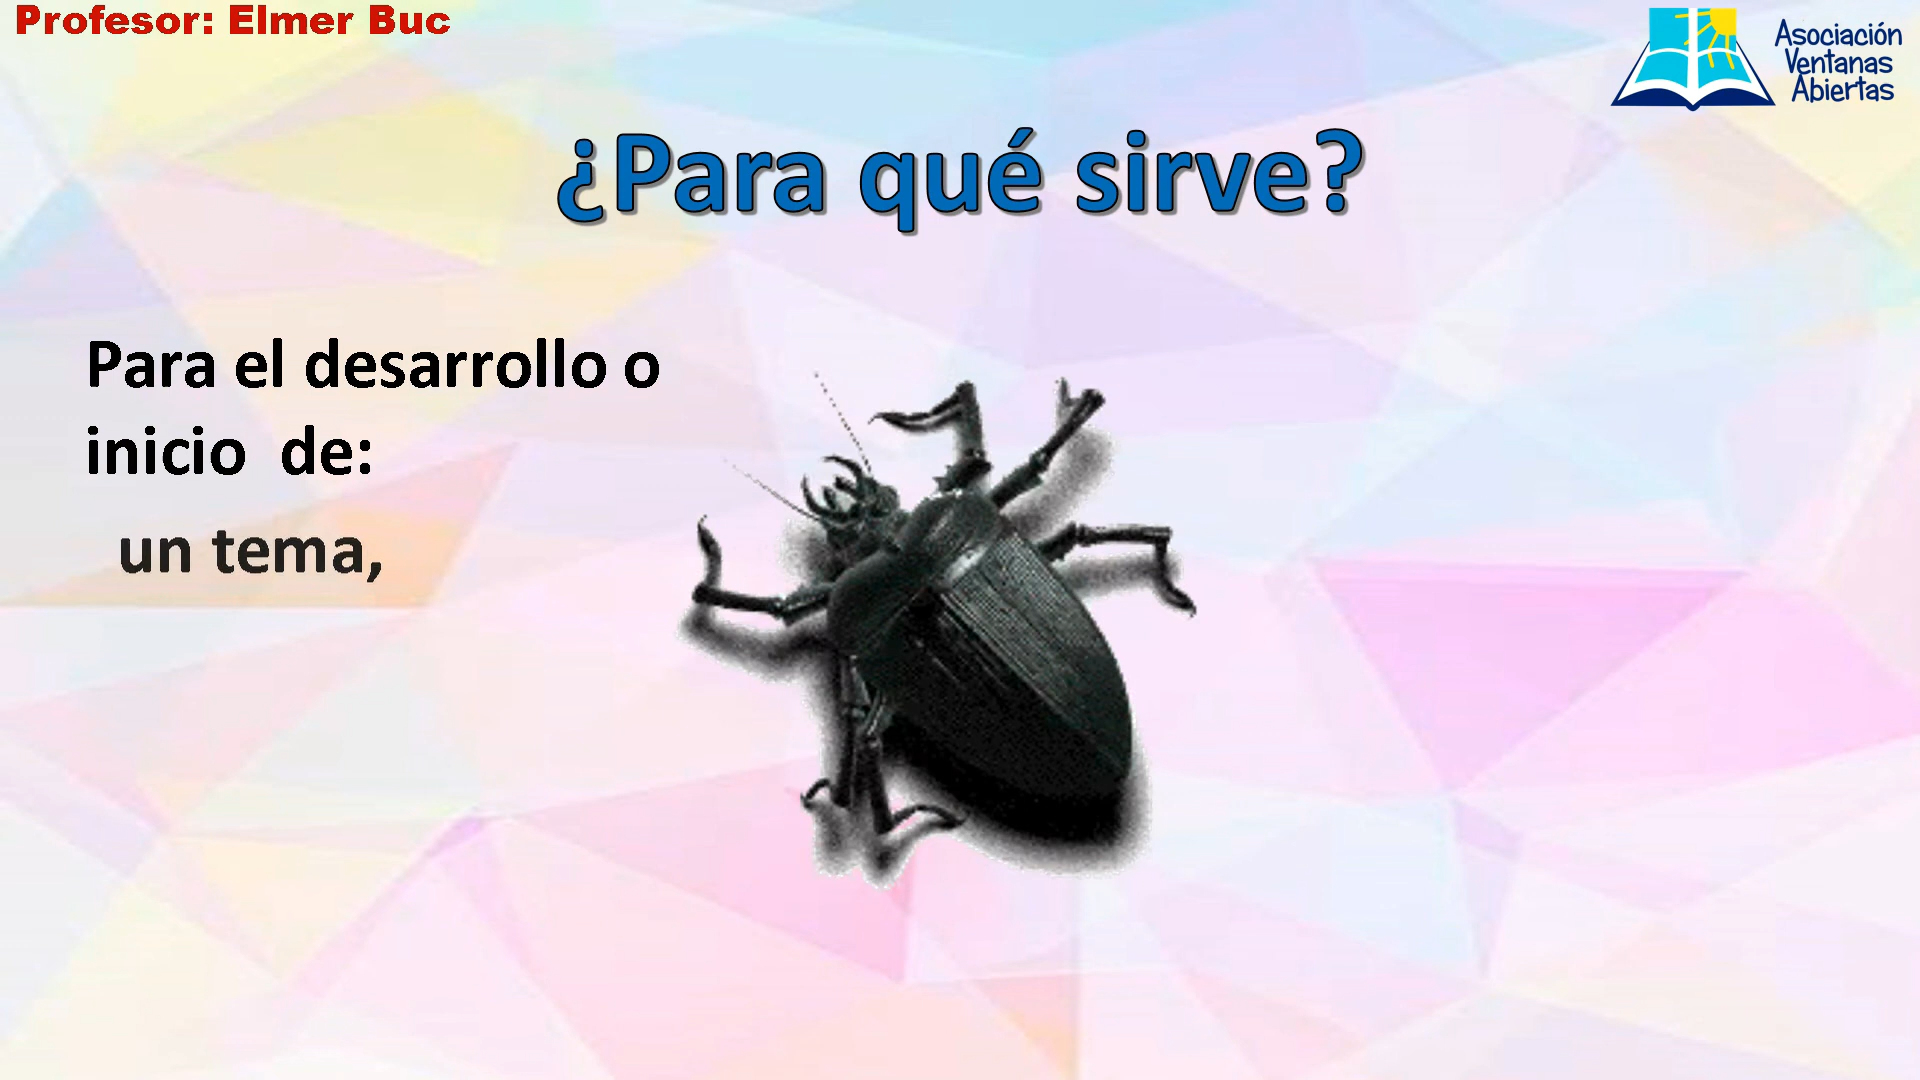 Profesor: Elmer Buc
Asociación
Ventanas
Abiertas
¿Para qué sirve?
Para el desarrollo o
inicio de:
un tema,